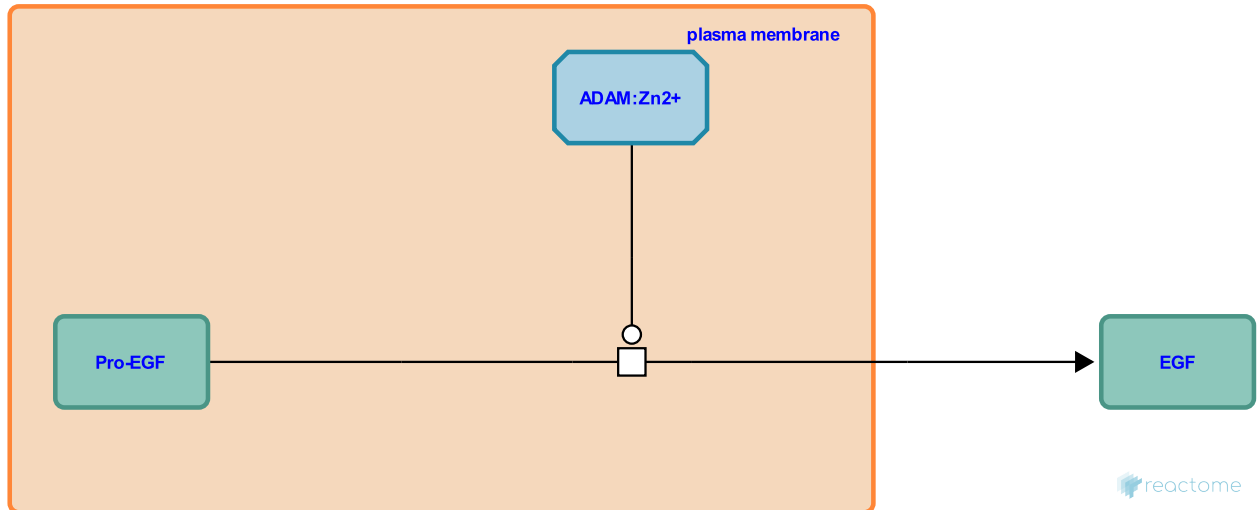 plasma membrane
ADAM:Zn2+
Pro-EGF
EGF
reactome